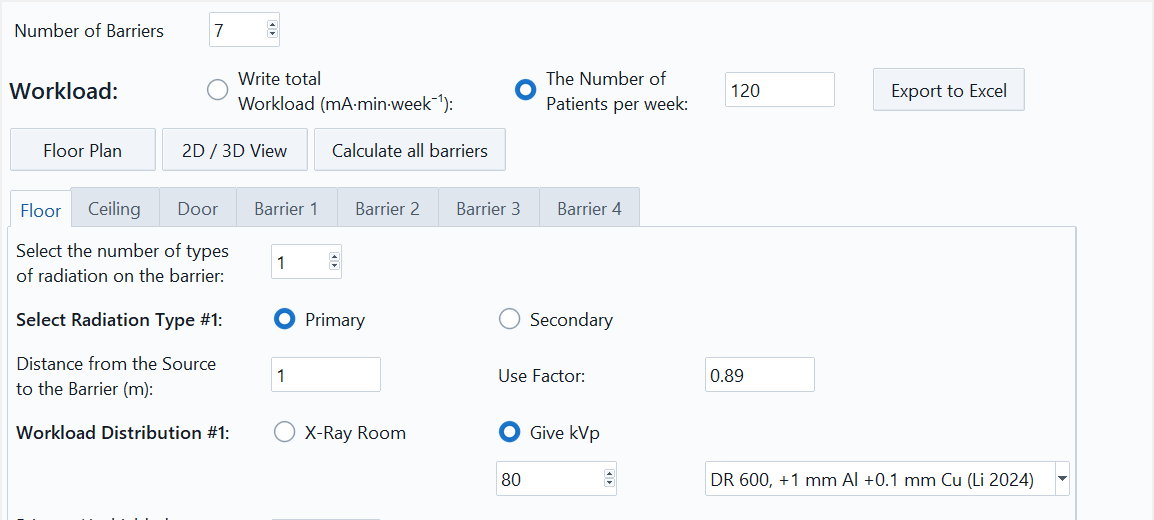 Number of Barriers 7
Workload:
Write total
Workload (mA·min·week⁻¹):
The Number of
Patients per week:
120
Export to Excel
Floor Plan 2D / 3D View Calculate all barriers
Floor Ceiling Door Barrier 1 Barrier 2 Barrier 3 Barrier 4
Select the number of types
of radiation on the barrier:
1
Select Radiation Type #1: Primary Secondary
Distance from the Source
to the Barrier (m):
1
Use Factor: 0.89
Workload Distribution #1: X-Ray Room Give kVp
80 DR 600, +1 mm Al +0.1 mm Cu (Li 2024)